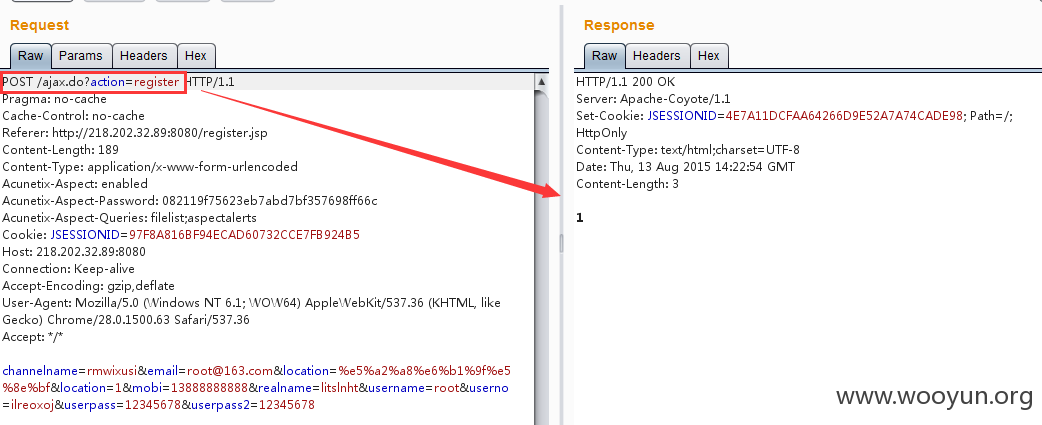 Request
Raw Params Headers Hex
POST /ajax.do?action=register HTTP/1.1
Pragma: no-cache
Cache-Control: no-cache
Referer: http://218.202.32.89:8080/register.jsp
Content-Length: 189
Content-Type: application/x-www-form-urlencoded
Acunetix-Aspect: enabled
Acunetix-Aspect-Password: 082119f75623eb7abd7bf357698ff66c
Acunetix-Aspect-Queries: filelist;aspectalerts
Cookie: JSESSIONID=97F8A816BF94ECAD60732CCE7FB924B5
Host: 218.202.32.89:8080
Connection: Keep-alive
Accept-Encoding: gzip,deflate
User-Agent: Mozilla/5.0 (Windows NT 6.1; WOW64) AppleWebKit/537.36 (KHTML, like
Gecko) Chrome/28.0.1500.63 Safari/537.36
Accept: */*
channelname=rmwixusi&email=root@163.com&location=%e5%a2%a8%e6%b1%9f%e5
%8e%bf&location=1&mobi=13888888888&realname=litslnht&username=root&userno
=ilreoxoj&userpass=12345678&userpass2=12345678
Response
Raw Headers Hex
HTTP/1.1 200 OK
Server: Apache-Coyote/1.1
Set-Cookie: JSESSIONID=4E7A11DCFAA64266D9E52A7A74CADE98; Path=/;
HttpOnly
Content-Type: text/html;charset=UTF-8
Date: Thu, 13 Aug 2015 14:22:54 GMT
Content-Length: 3
1
www.wooyun.org